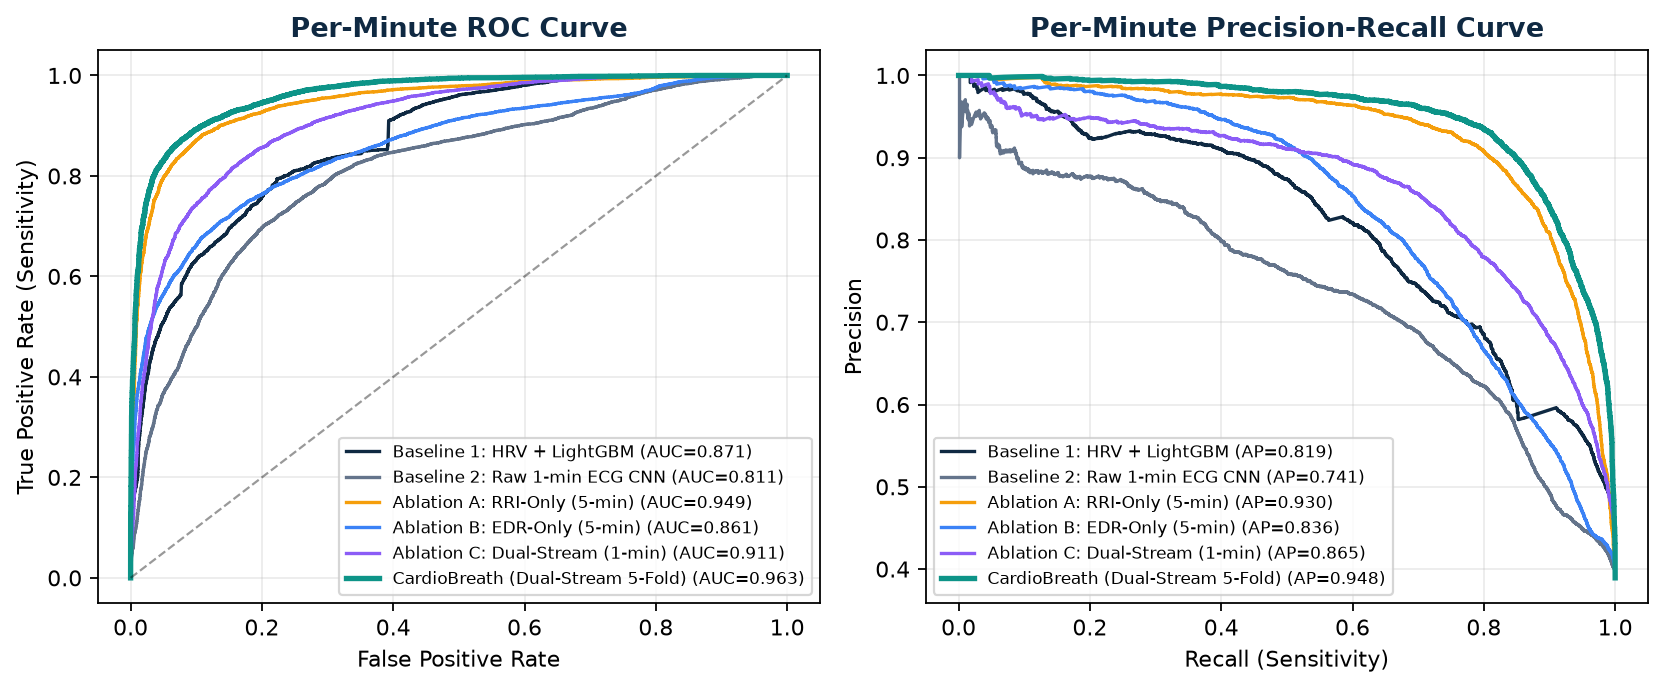 Per-Minute ROC Curve
True Positive Rate (Sensitivity)
1.0
0.8
0.6
0.4
0.2
0.0
Baseline 1: HRV + LightGBM (AUC=0.871)
Baseline 2: Raw 1-min ECG CNN (AUC=0.811)
Ablation A: RRI-Only (5-min) (AUC=0.949)
Ablation B: EDR-Only (5-min) (AUC=0.861)
Ablation C: Dual-Stream (1-min) (AUC=0.911)
CardioBreath (Dual-Stream 5-Fold) (AUC=0.963)
0.0 0.2 0.4 0.6 0.8 1.0
False Positive Rate
Per-Minute Precision-Recall Curve
Precision
1.0
0.9
0.8
0.7
0.6
0.5
0.4
Baseline 1: HRV + LightGBM (AP=0.819)
Baseline 2: Raw 1-min ECG CNN (AP=0.741)
Ablation A: RRI-Only (5-min) (AP=0.930)
Ablation B: EDR-Only (5-min) (AP=0.836)
Ablation C: Dual-Stream (1-min) (AP=0.865)
CardioBreath (Dual-Stream 5-Fold) (AP=0.948)
0.0 0.2 0.4 0.6 0.8 1.0
Recall (Sensitivity)